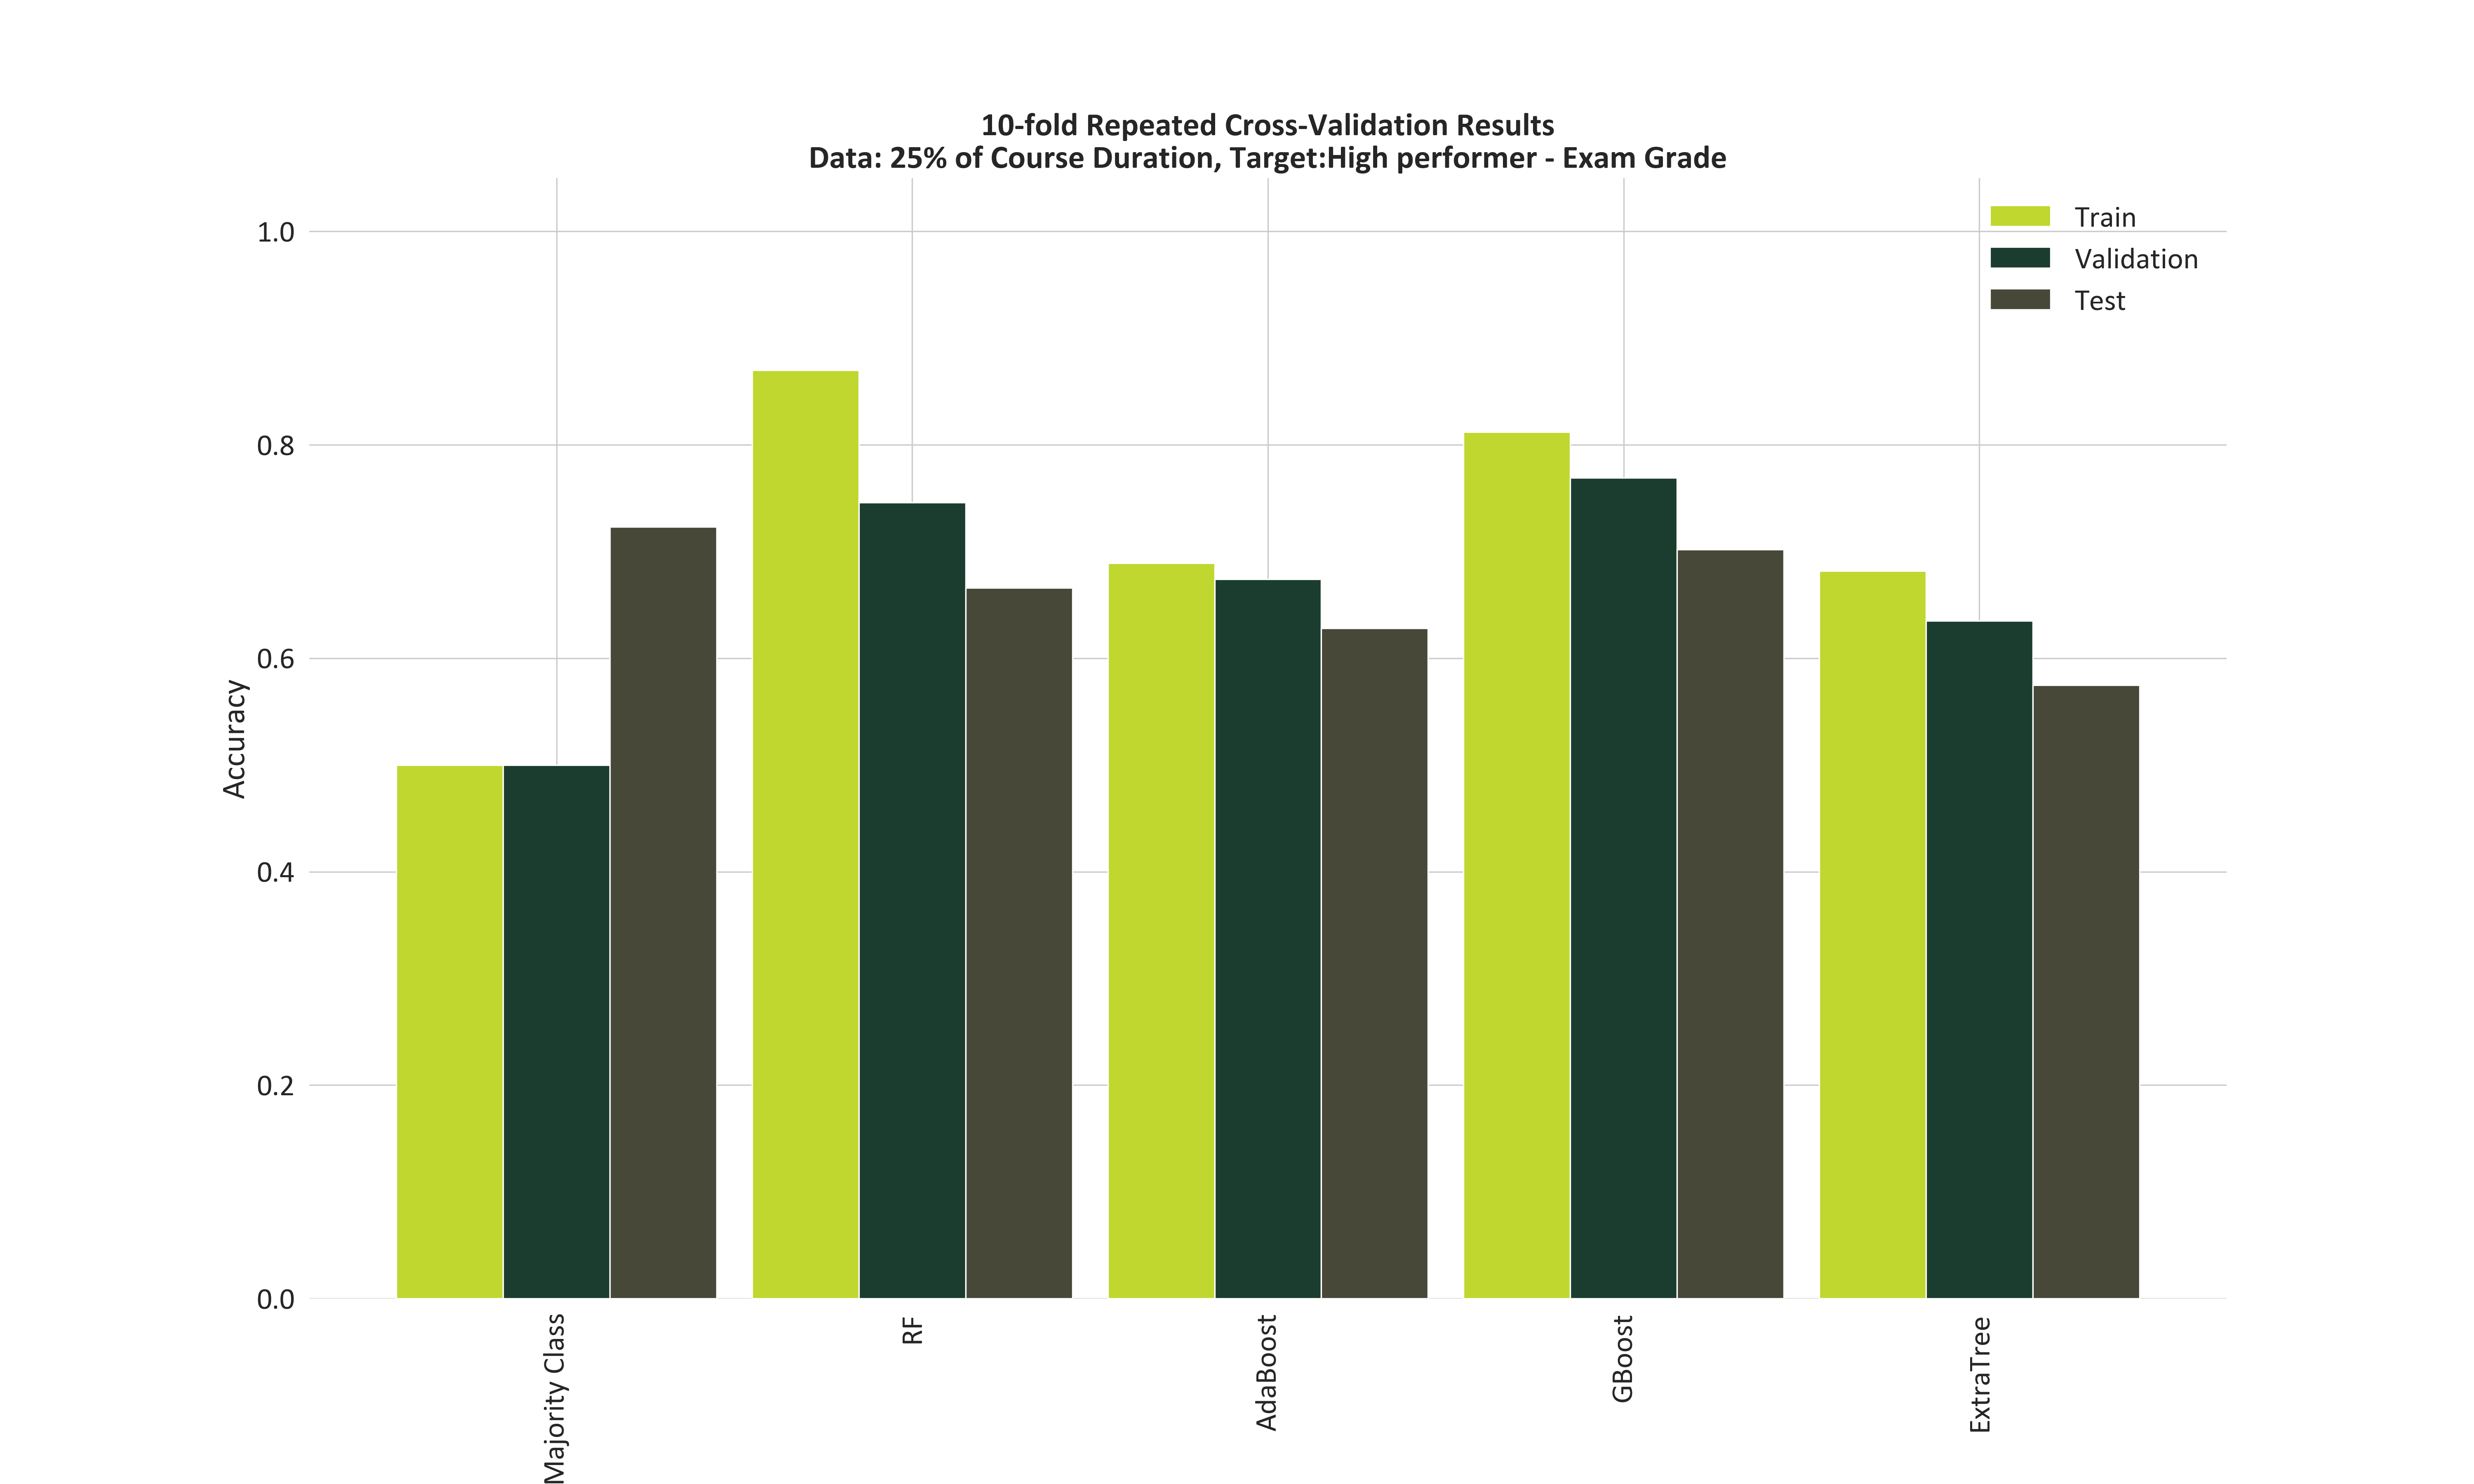 10-fold Repeated Cross-Validation Results
Data: 25% of Course Duration, Target:High performer - Exam Grade
Train
Validation
Test
Accuracy
1.0
0.8
0.6
0.4
0.2
0.0
Majority Class
RF
AdaBoost
GBoost
ExtraTree